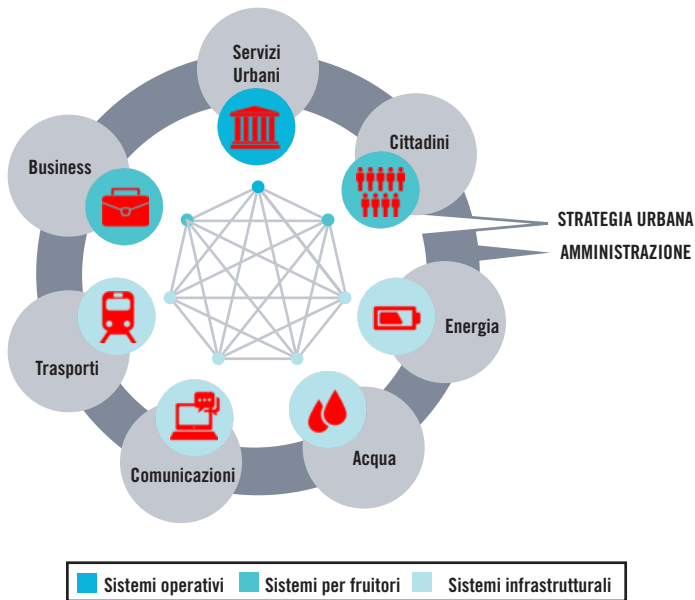 Servizi
Urbani
Cittadini
Business
STRATEGIA URBANA
AMMINISTRAZIONE
Energia
Trasporti
Acqua
Comunicazioni
Sistemi operativi Sistemi per fruitori Sistemi infrastrutturali